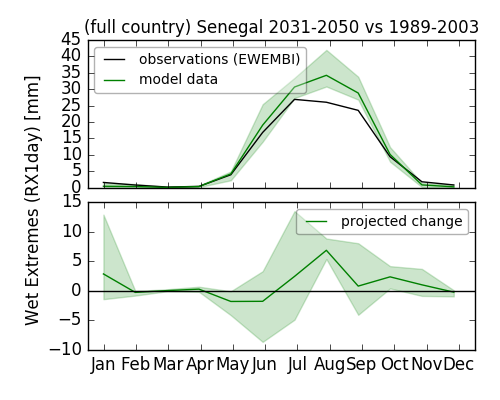 (full country) Senegal 2031-2050 vs 1989-2003
45
40
35
30
25
20
15
10
5
0
observations (EWEMBI)
model data
Wet Extremes (RX1day) [mm]
15
10
5
0
−5
−10
projected change
Jan Feb Mar Apr May Jun Jul Aug Sep Oct Nov Dec